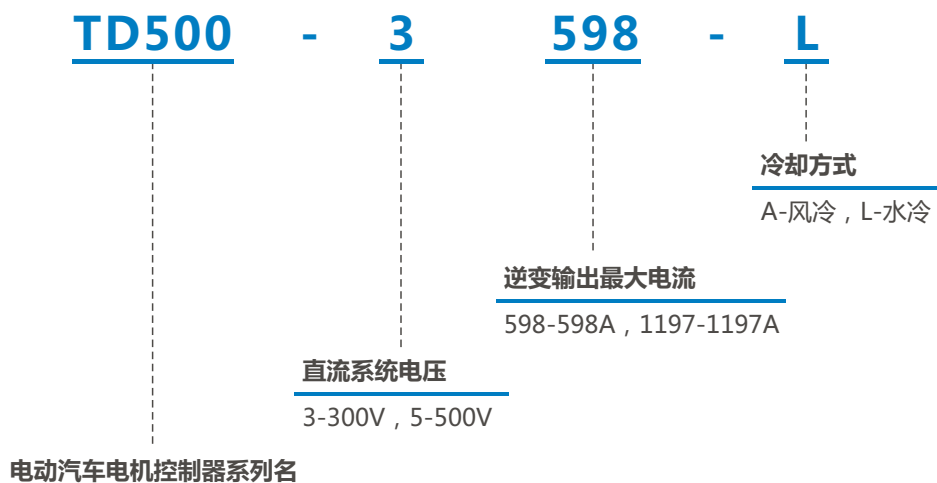 TD500 - 3 598 - L
冷却方式
A-风冷，L-水冷
逆变输出最大电流
598-598A，1197-1197A
直流系统电压
3-300V，5-500V
电动汽车电机控制器系列名